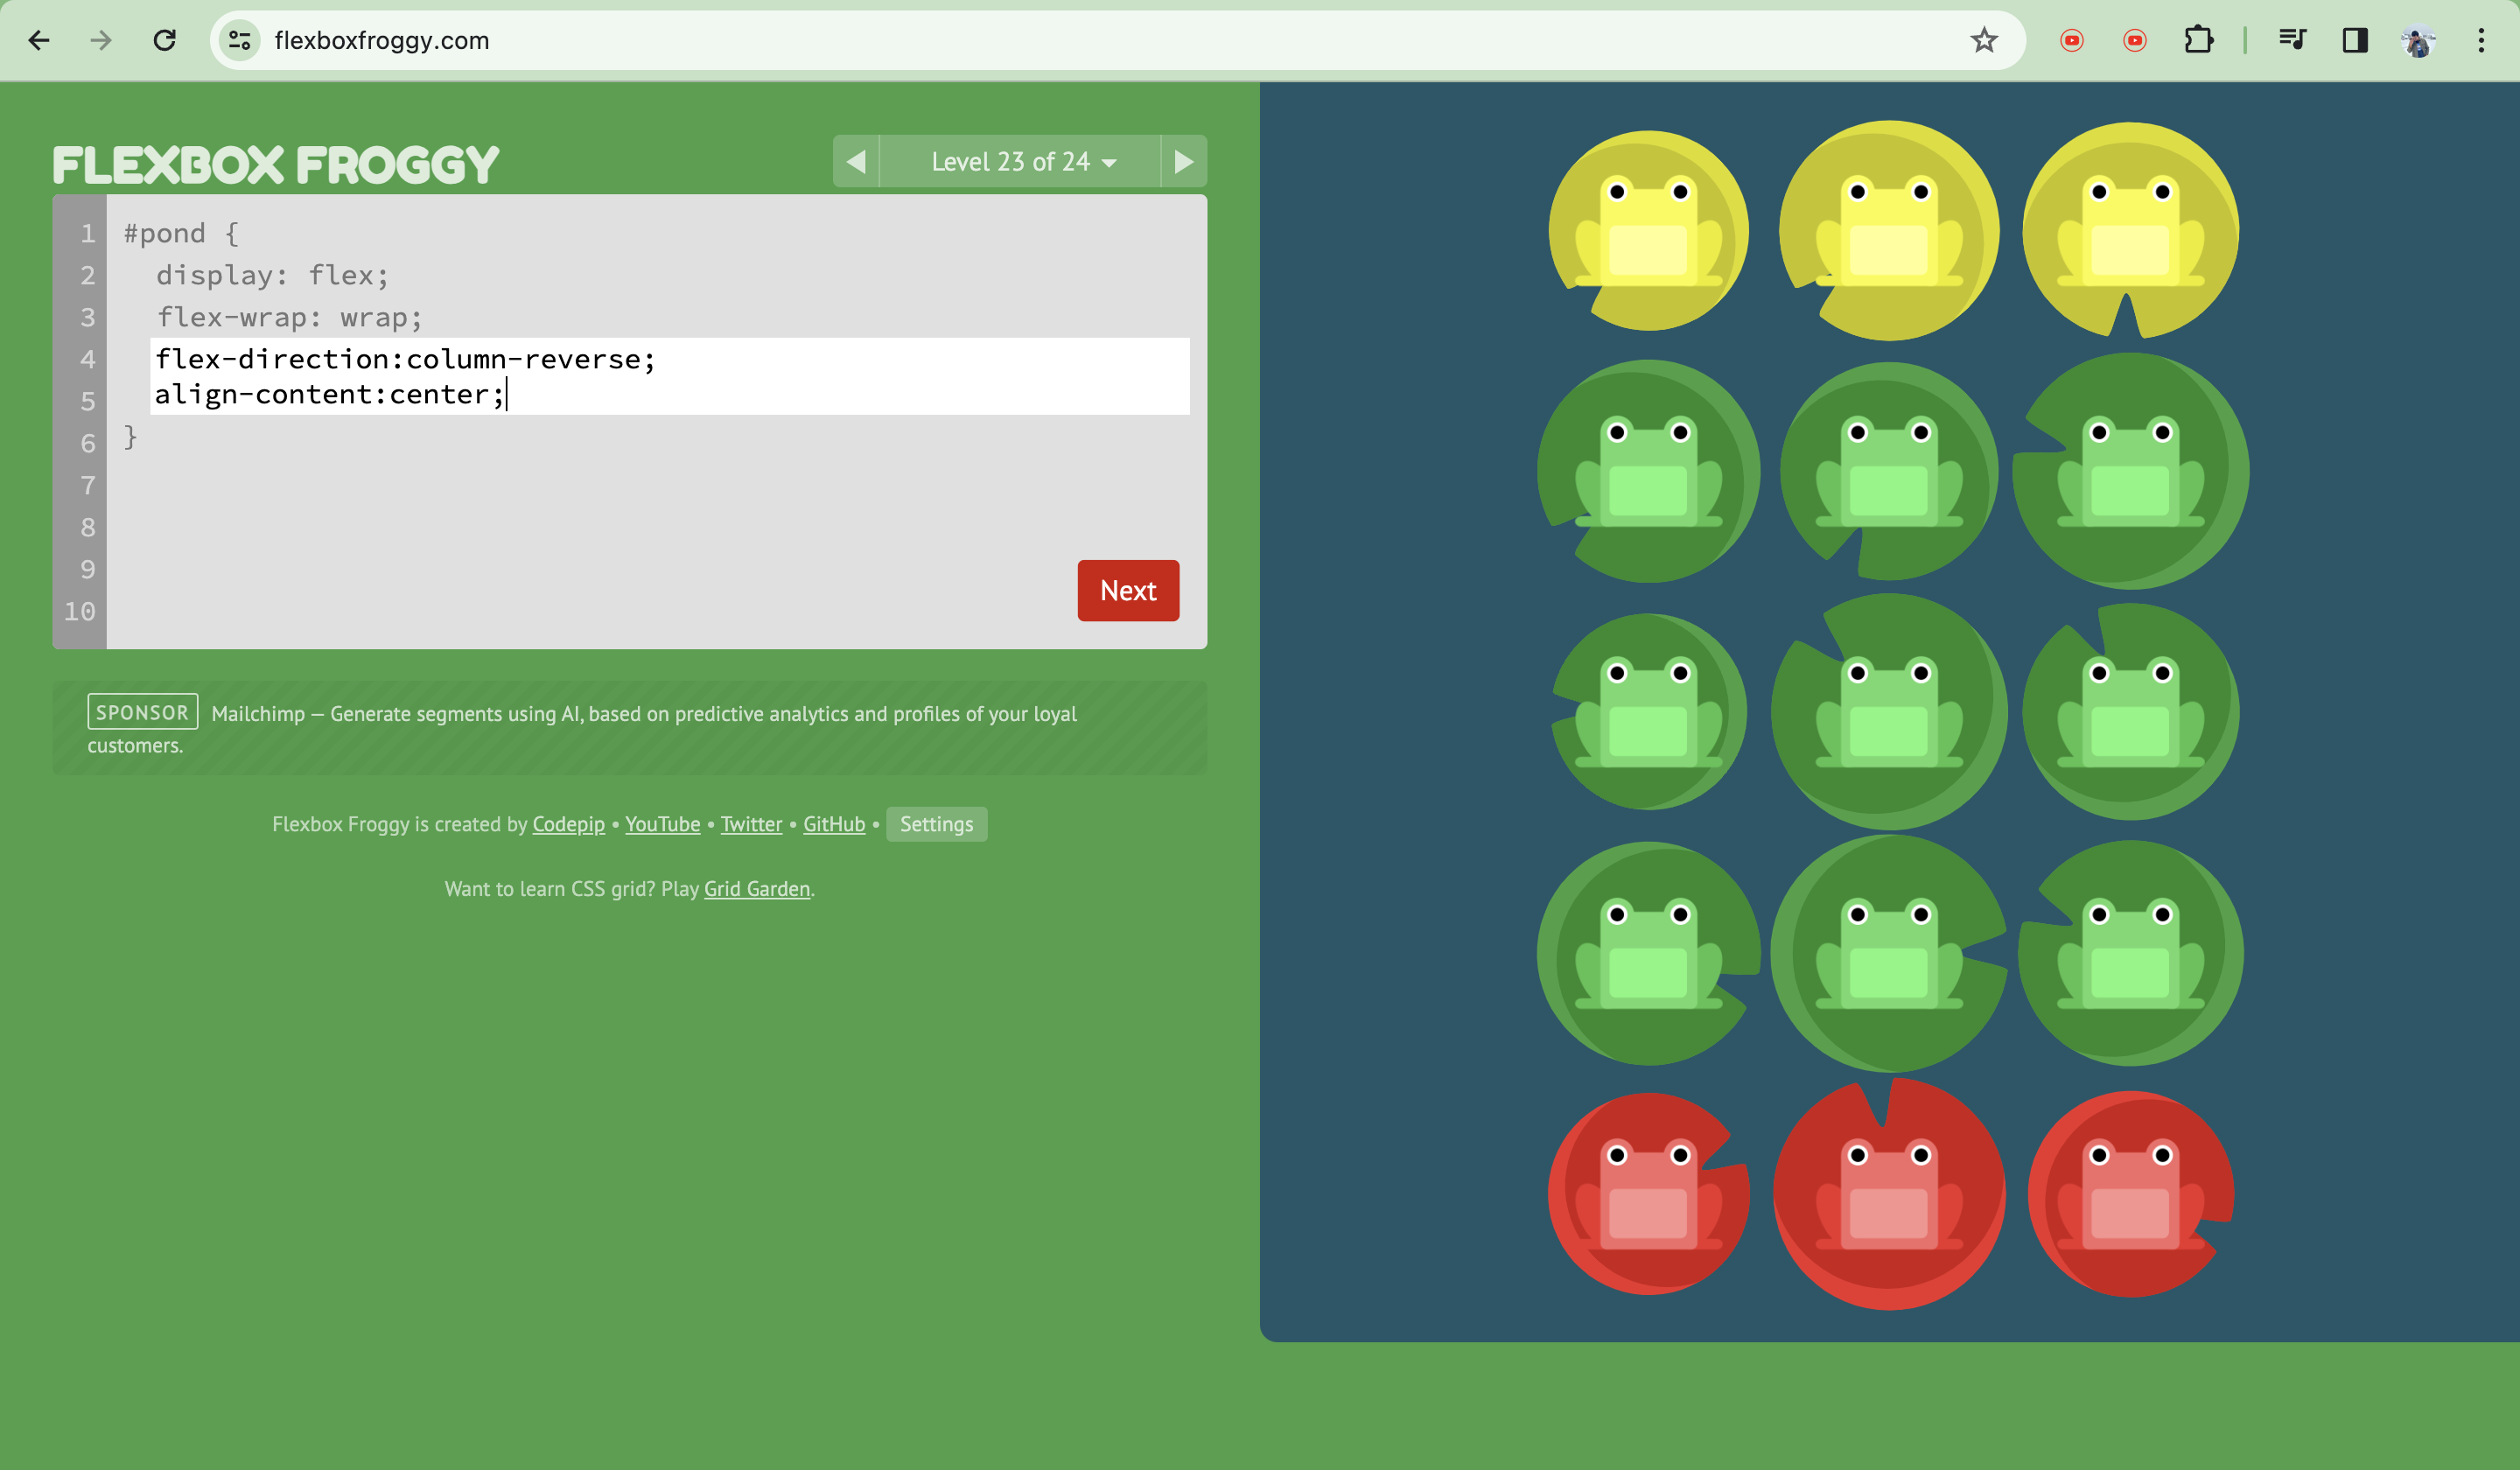 flexboxfroggy.com
FLEXBOX FROGGY
Level 23 of 24
1 #pond {
2 display: flex;
3 flex-wrap: wrap;
4 flex-direction:column-reverse;
5 align-content:center;
6 }
7
8
9
10
Next
SPONSOR Mailchimp — Generate segments using AI, based on predictive analytics and profiles of your loyal
customers.
Flexbox Froggy is created by Codepip • YouTube • Twitter • GitHub • Settings
Want to learn CSS grid? Play Grid Garden.